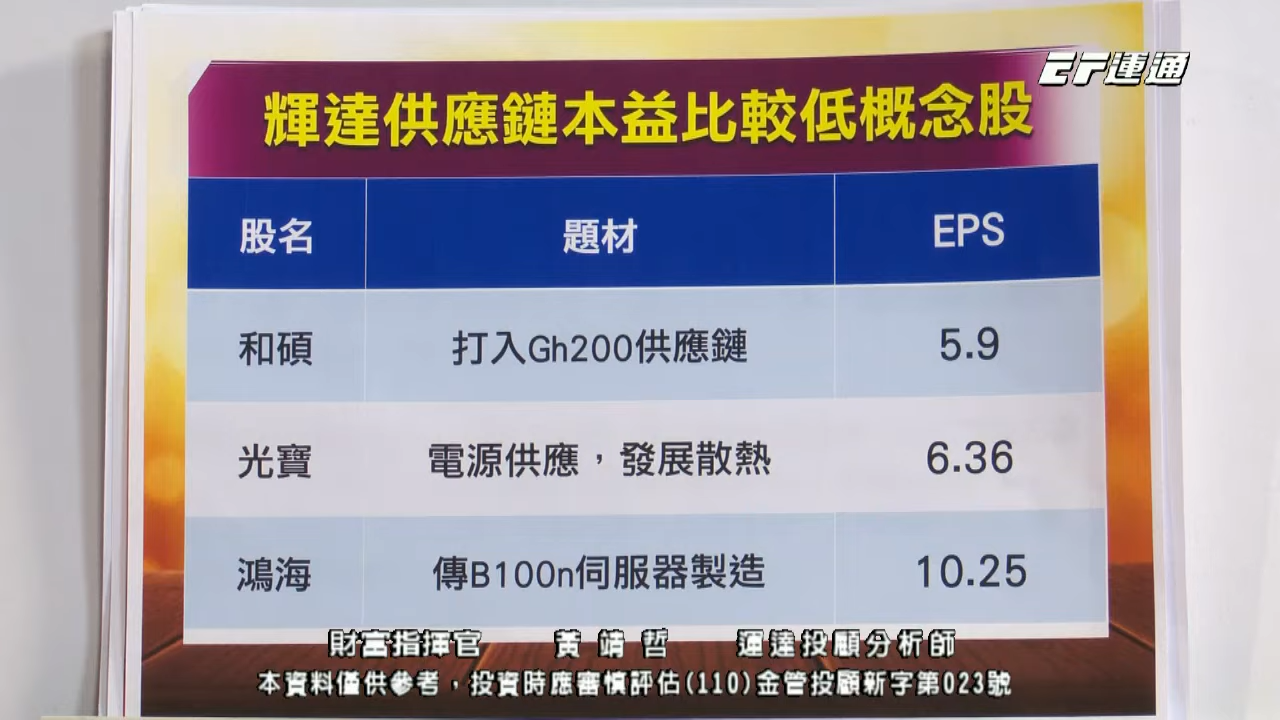 EF運通
輝達供應鏈本益比較低概念股
股名 題材 EPS
和碩 打入Gh200供應鏈 5.9
光寶 電源供應，發展散熱 6.36
鴻海 傳B100n伺服器製造 10.25
財富指揮官 黃靖哲 運達投顧分析師
本資料僅供參考，投資時應審慎評估(110)金管投顧新字第023號